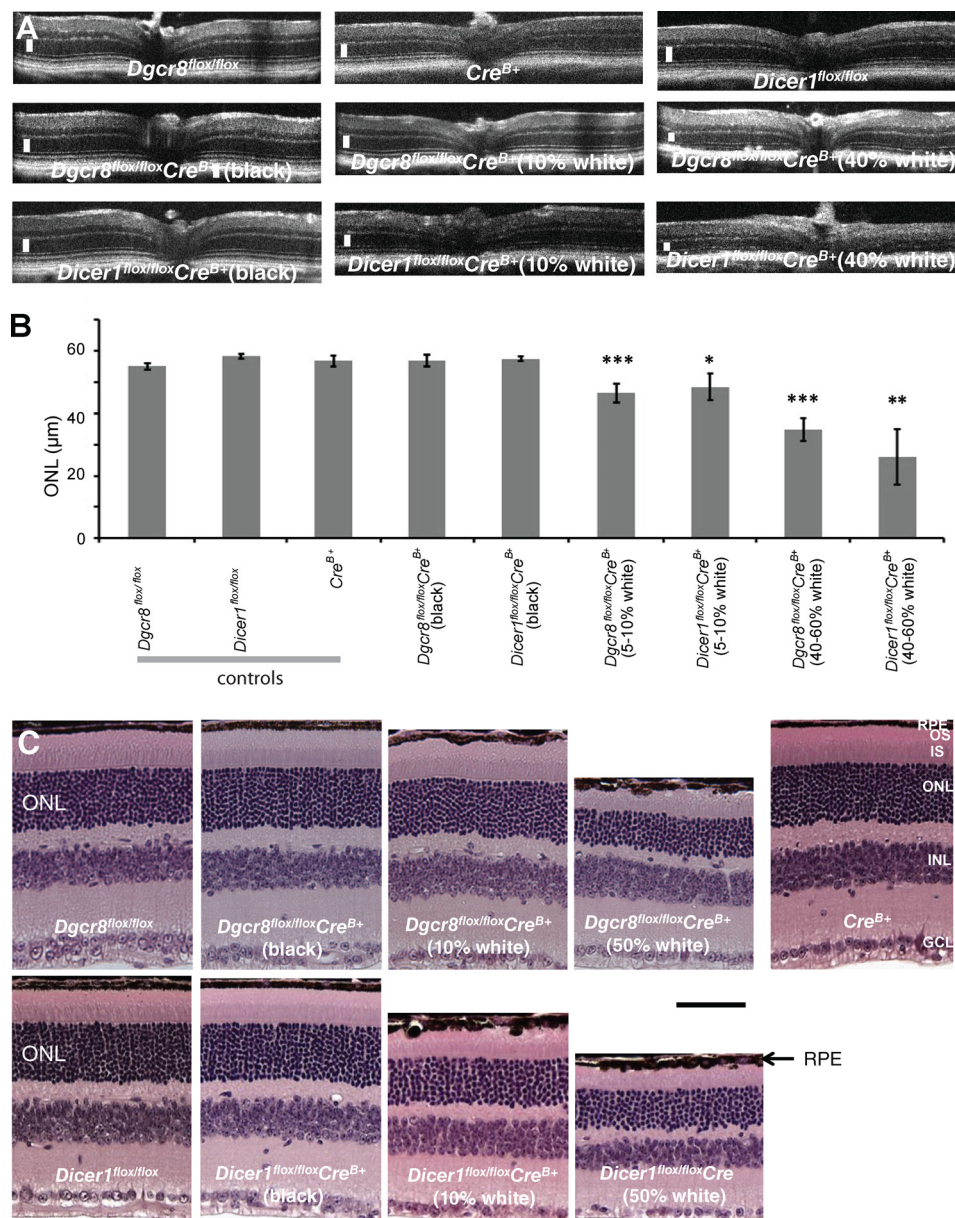 A
Dgcr8flox/flox
CreB+
Dicer1flox/flox
Dgcr8flox/floxCreB (black)
Dgcr8flox/floxCreB+(10% white)
Dgcr8flox/floxCreB+(40% white)
Dicer1flox/floxCreB+(black)
Dicer1flox/floxCreB+(10% white)
Dicer1flox/floxCreB+(40% white)
B
ONL (µm)
60
40
20
0
***
*
***
**
Dgcr8flox/flox
Dicer1flox/flox
CreB+
Dgcr8flox/floxCreB+
(black)
Dicer1flox/floxCreB+
(black)
Dgcr8flox/floxCreB+
(5-10% white)
Dicer1flox/floxCreB+
(5-10% white)
Dgcr8flox/floxCreB+
(40-60% white)
Dicer1flox/floxCreB+
(40-60% white)
controls
C
ONL
Dgcr8flox/flox
Dgcr8flox/floxCreB+
(black)
Dgcr8flox/floxCreB+
(10% white)
Dgcr8flox/floxCreB+
(50% white)
RPE
OS
IS
ONL
INL
CreB+
GCL
ONL
Dicer1flox/flox
Dicer1flox/floxCreB+
(black)
Dicer1flox/floxCreB+
(10% white)
Dicer1flox/floxCre
(50% white)
RPE